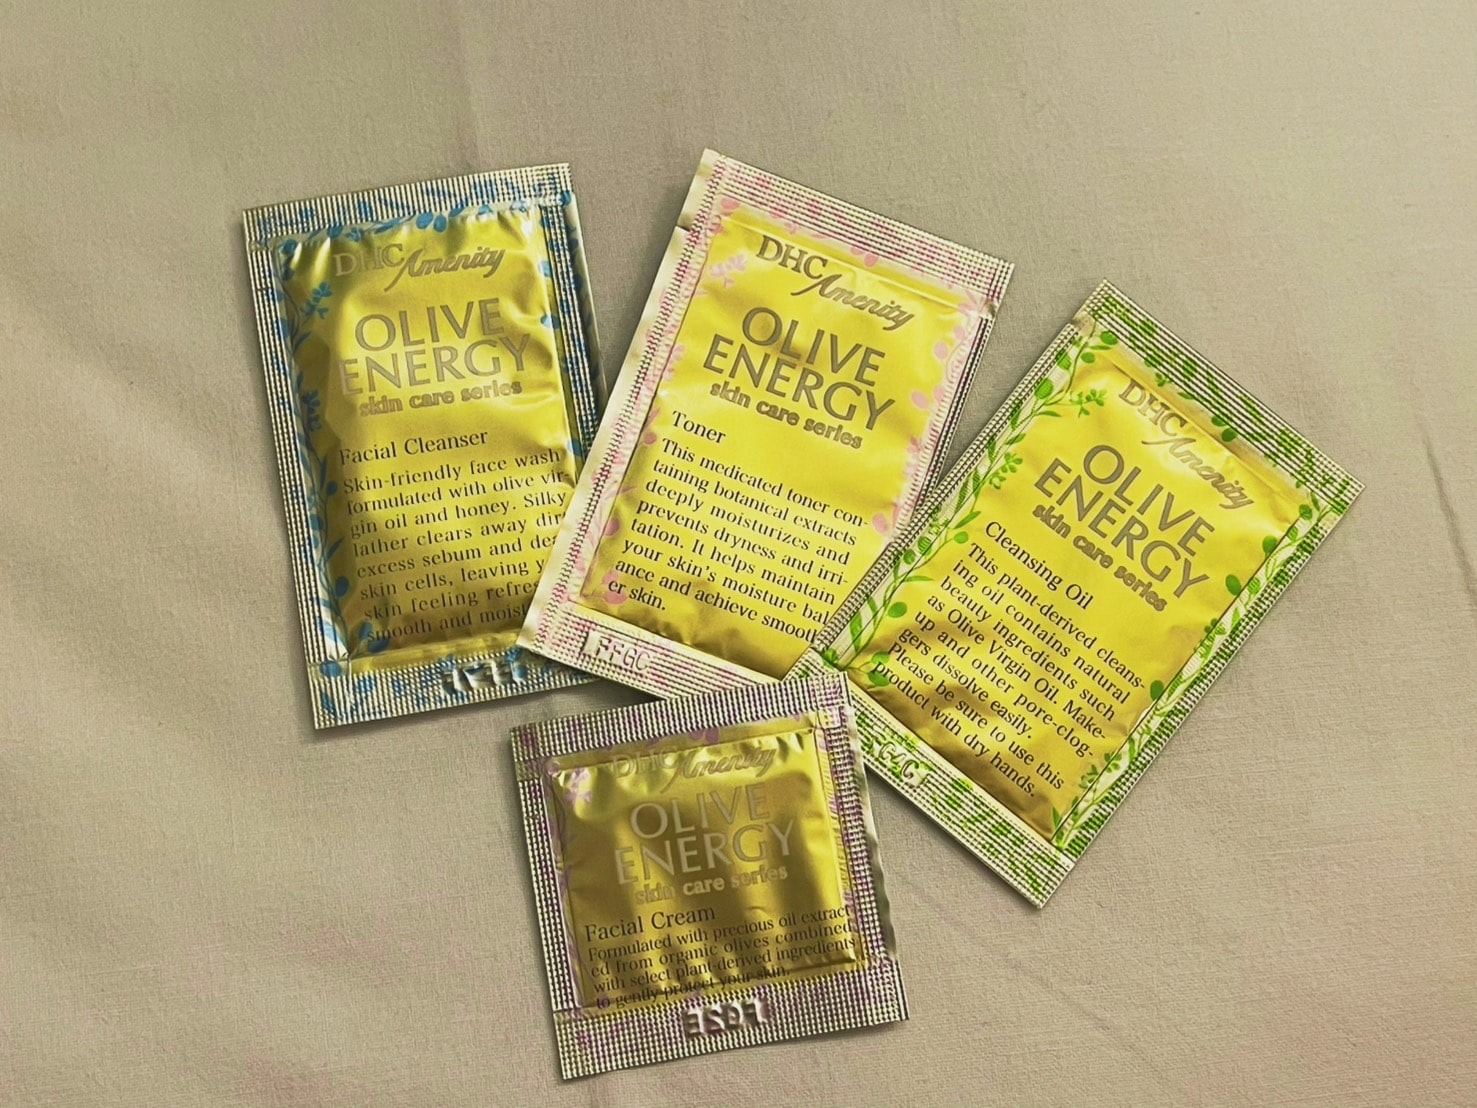 DHC Amenity
OLIVE
ENERGY
skin care series
Facial Cleanser
Skin-friendly face wash
formulated with olive vir-
gin oil and honey. Silky
lather clears away dir
excess sebum and dea
skin cells, leaving y
skin feeling refre
smooth and moist
DHC Amenity
OLIVE
ENERGY
skin care series
Toner
This medicated toner con-
taining botanical extracts
deeply moisturizes and
prevents dryness and irri-
tation. It helps maintain
your skin's moisture bal
ance and achieve smooth
er skin.
DHC Amenity
OLIVE
ENERGY
skin care series
Cleansing Oil
This plant-derived cleans-
ing oil contains natural
beauty ingredients such
as Olive Virgin Oil. Make-
up and other pore-clog-
gers dissolve easily.
Please be sure to use this
product with dry hands.
DHC Amenity
OLIVE
ENERGY
skin care series
Facial Cream
Formulated with precious oil extract
ed from organic olives combined
with select plant-derived ingredients
to gently protect your skin.